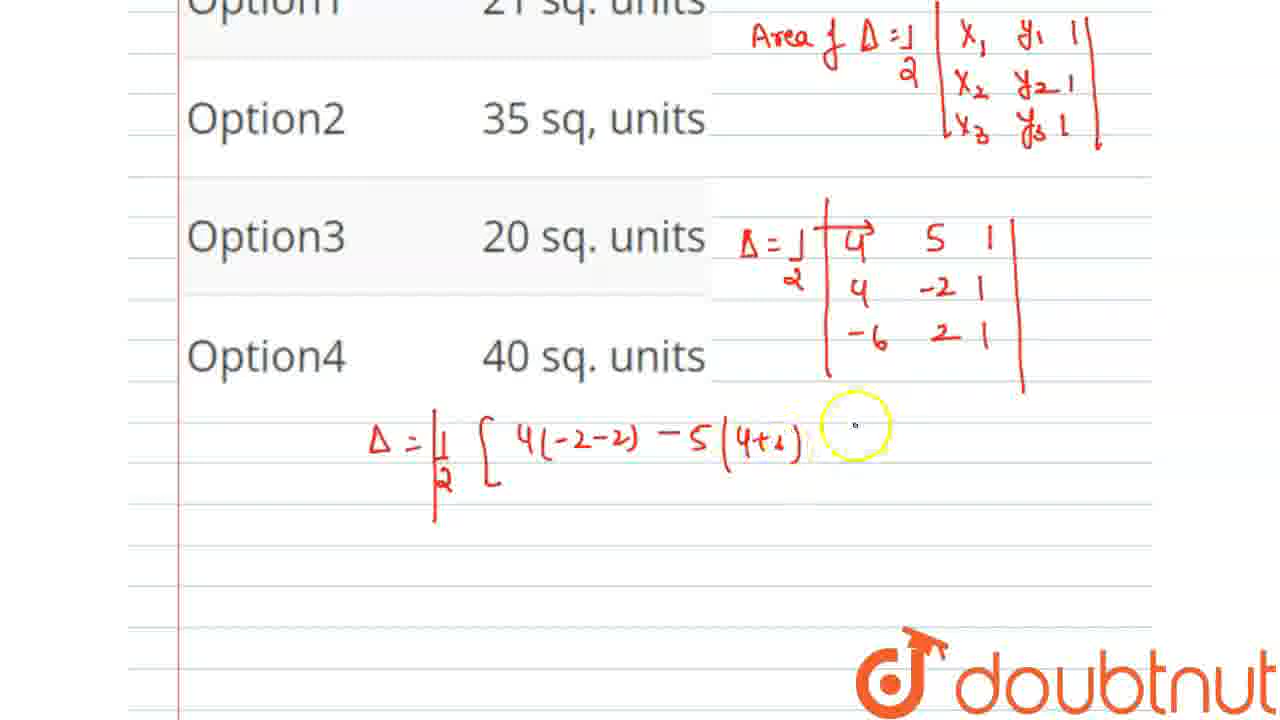 Option1 21 sq. units
Area of Δ = 1/2 | x₁ y₁ 1 |
| x₂ y₂ 1 |
| x₃ y₃ 1 |
Option2 35 sq, units
Option3 20 sq. units
Δ = 1/2 | 4 5 1 |
| 4 -2 1 |
| -6 2 1 |
Option4 40 sq. units
Δ = | 1/2 [ 4(-2-2) - 5(4+6)
doubtnut